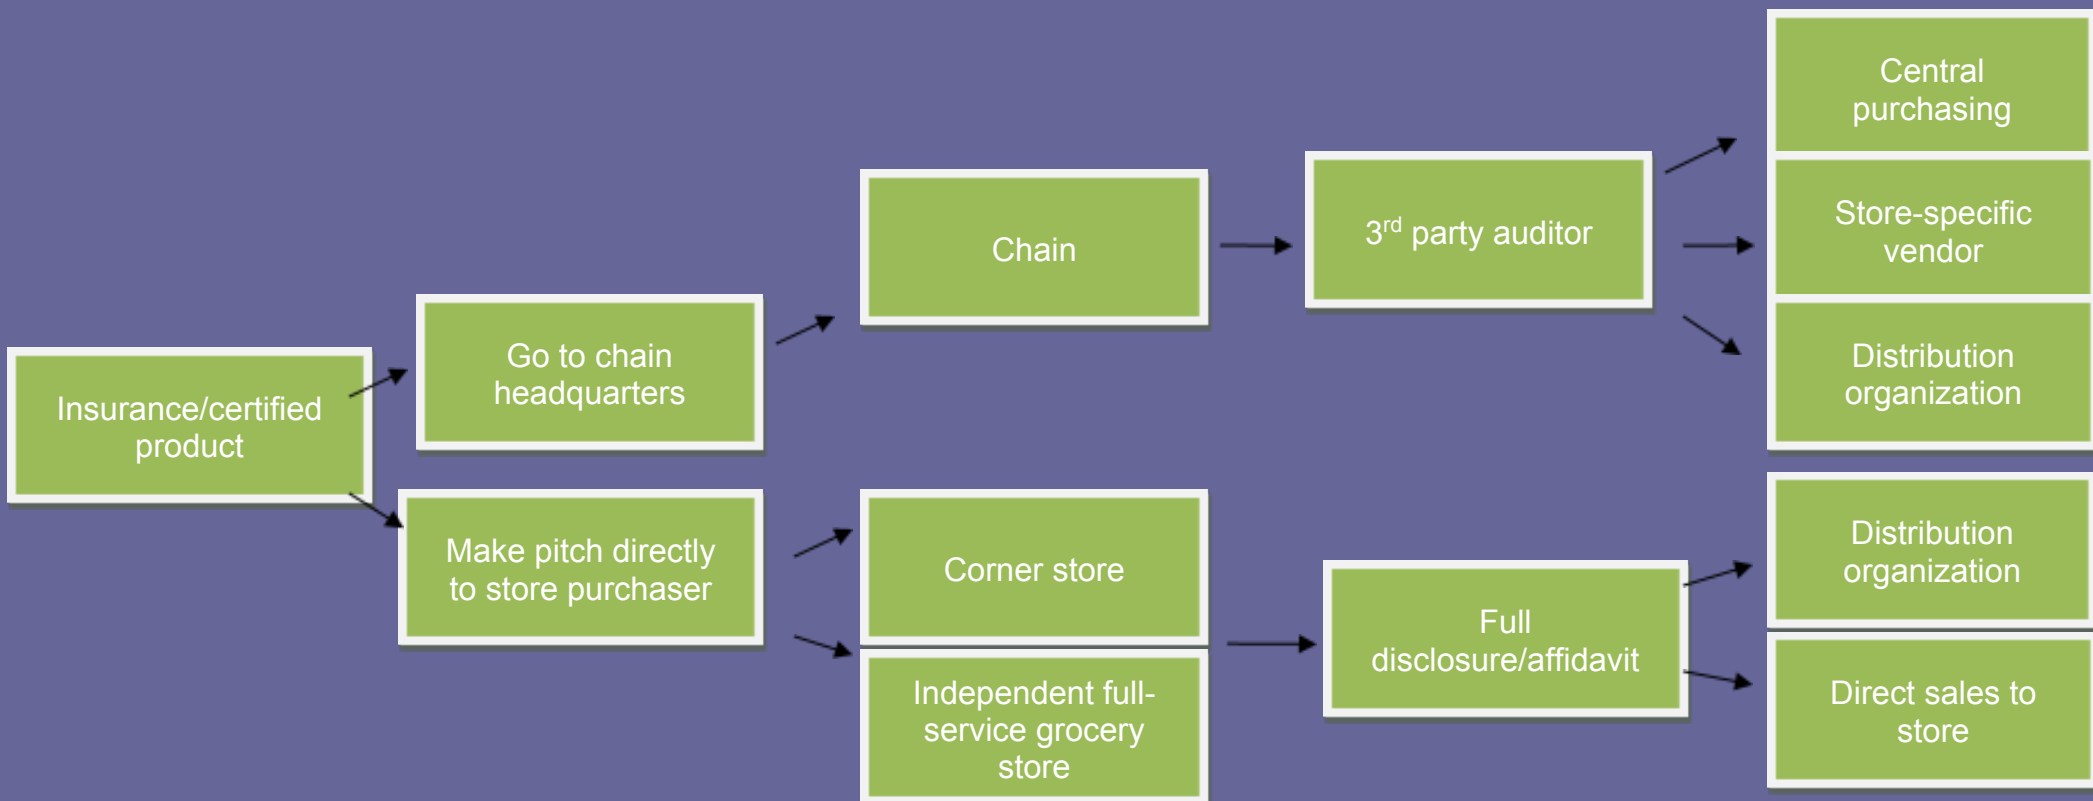 Insurance/certified
product
Go to chain
headquarters
Make pitch directly
to store purchaser
Chain
Corner store
Independent full-
service grocery
store
3rd party auditor
Full
disclosure/affidavit
Central
purchasing
Store-specific
vendor
Distribution
organization
Distribution
organization
Direct sales to
store